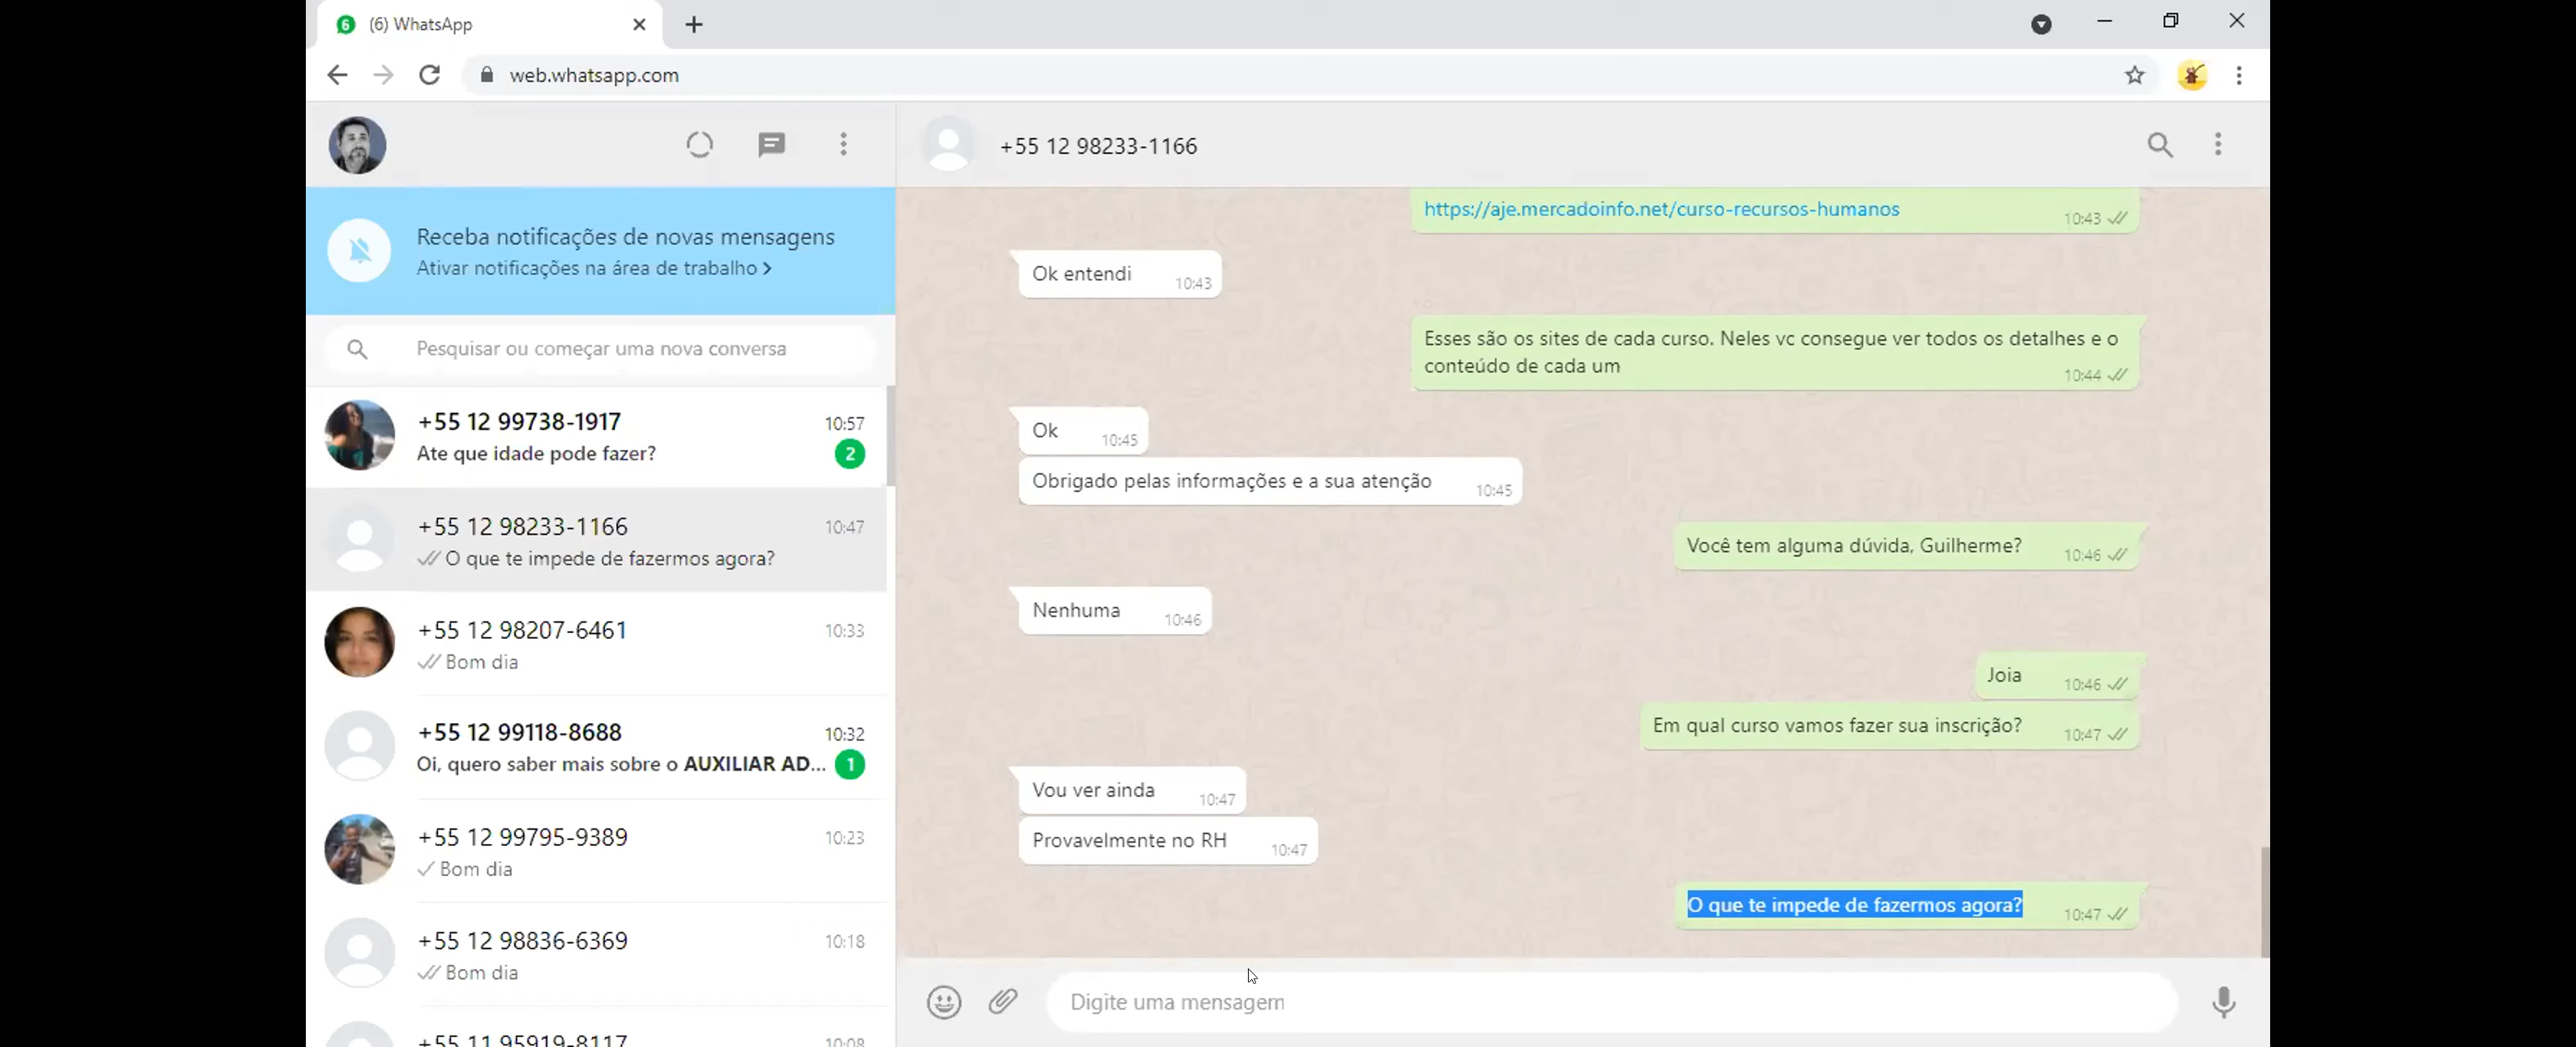 6 (6) WhatsApp
web.whatsapp.com
Receba notificações de novas mensagens
Ativar notificações na área de trabalho
Pesquisar ou começar uma nova conversa
+55 12 99738-1917 10:57
Ate que idade pode fazer? 2
+55 12 98233-1166 10:47
O que te impede de fazermos agora?
+55 12 98207-6461 10:33
Bom dia
+55 12 99118-8688 10:32
Oi, quero saber mais sobre o AUXILIAR AD... 1
+55 12 99795-9389 10:23
Bom dia
+55 12 98836-6369 10:18
Bom dia
+55 11 95919-8117 10:08
+55 12 98233-1166
https://aje.mercadoinfo.net/curso-recursos-humanos 10:43
Ok entendi 10:43
Esses são os sites de cada curso. Neles vc consegue ver todos os detalhes e o
conteúdo de cada um 10:44
Ok 10:45
Obrigado pelas informações e a sua atenção 10:45
Você tem alguma dúvida, Guilherme? 10:46
Nenhuma 10:46
Joia 10:46
Em qual curso vamos fazer sua inscrição? 10:47
Vou ver ainda 10:47
Provavelmente no RH 10:47
O que te impede de fazermos agora? 10:47
Digite uma mensagem